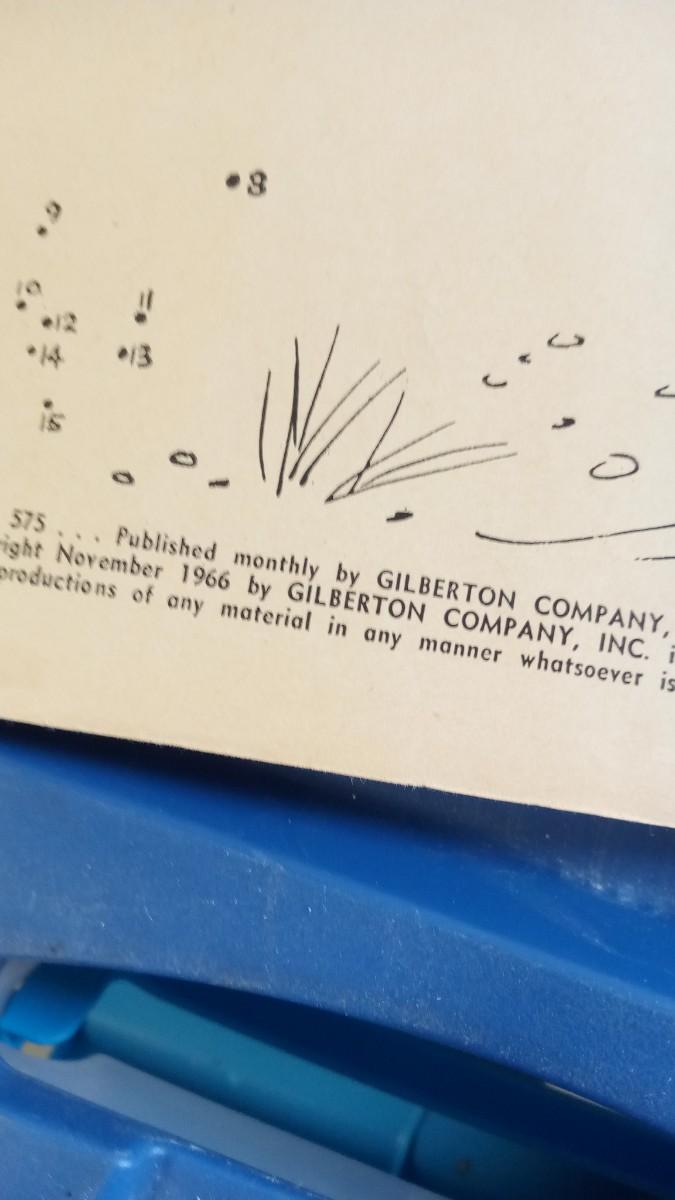 8
9
10
11
12
13
14
15
575 . . . Published monthly by GILBERTON COMPANY,
right November 1966 by GILBERTON COMPANY, INC. i
productions of any material in any manner whatsoever is